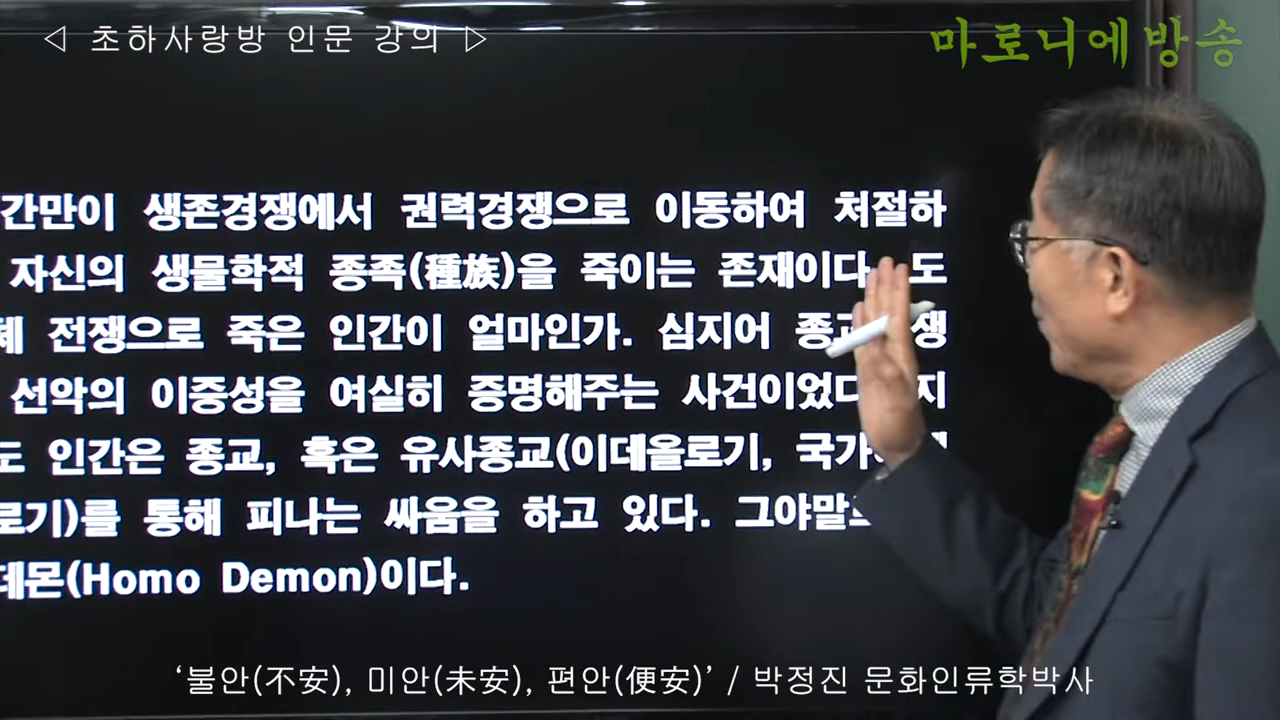 ◁ 초하사랑방 인문 강의 ▷
마로니에방송
간만이 생존경쟁에서 권력경쟁으로 이동하여 처절하
자신의 생물학적 종족(種族)을 죽이는 존재이다. 도
전쟁으로 죽은 인간이 얼마인가. 심지어 생
선악의 이중성을 여실히 증명해주는 사건이었다 지
도 인간은 종교, 혹은 유사종교(이데올로기, 국가
로기)를 통해 피나는 싸움을 하고 있다.
데몬(Homo Demon)이다.
‘불안(不安), 미안(未安), 편안(便安)’ / 박정진 문화인류학박사